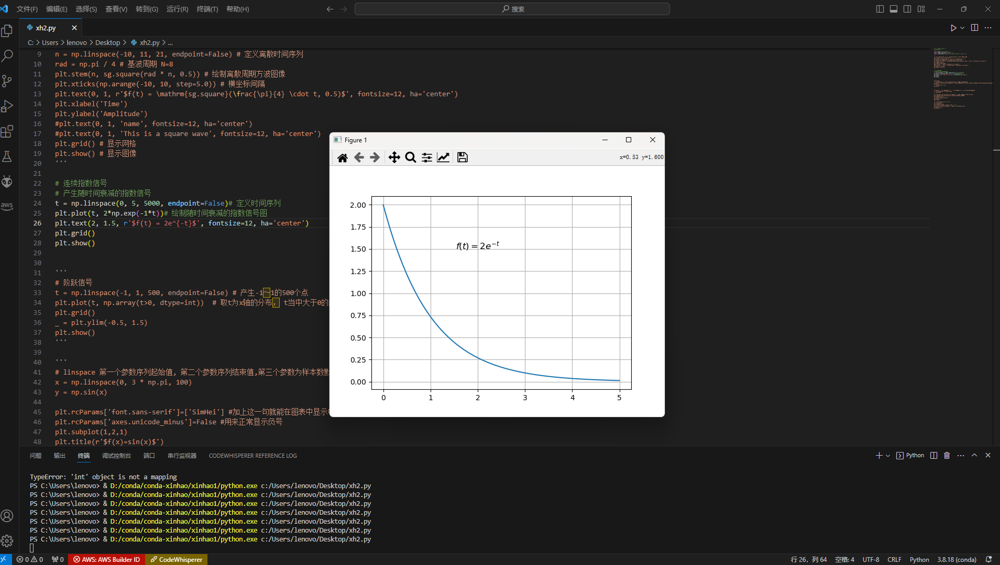 文件(F) 编辑(E) 选择(S) 查看(V) 转到(G) 运行(R) 终端(T) 帮助(H)
搜索
xh2.py
C: > Users > lenovo > Desktop > xh2.py > ...
9 n = np.linspace(-10, 11, 21, endpoint=False) # 定义离散时间序列
10 rad = np.pi / 4 # 基波周期 N=8
11 plt.stem(n, sg.square(rad * n, 0.5)) # 绘制离散周期方波图像
12 plt.xticks(np.arange(-10, 10, step=5.0)) # 横坐标间隔
13 plt.text(0, 1, r'$f(t) = \mathrm{sg.square}(\frac{\pi}{4} \cdot t, 0.5)$', fontsize=12, ha='center')
14 plt.xlabel('Time')
15 plt.ylabel('Amplitude')
16 #plt.text(0, 1, 'name', fontsize=12, ha='center')
17 #plt.text(0, 1, 'This is a square wave', fontsize=12, ha='center')
18 plt.grid() # 显示网格
19 plt.show() # 显示图像
20 '''
21
22 # 连续指数信号
23 # 产生随时间衰减的指数信号
24 t = np.linspace(0, 5, 5000, endpoint=False)# 定义时间序列
25 plt.plot(t, 2*np.exp(-1*t))# 绘制随时间衰减的指数信号图
26 plt.text(2, 1.5, r'$f(t) = 2e^{-t}$', fontsize=12, ha='center')
27 plt.grid()
28 plt.show()
29
30
31 '''
32 # 阶跃信号
33 t = np.linspace(-1, 1, 500, endpoint=False) # 产生-1～1的500个点
34 plt.plot(t, np.array(t>0, dtype=int)) # 取t为x轴的分布， t当中大于0的
35 plt.grid()
36 _ = plt.ylim(-0.5, 1.5)
37 plt.show()
38 '''
39
40 '''
41 # linspace 第一个参数序列起始值, 第二个参数序列结束值,第三个参数为样本数
42 x = np.linspace(0, 3 * np.pi, 100)
43 y = np.sin(x)
44
45 plt.rcParams['font.sans-serif']=['SimHei'] #加上这一句就能在图表中显示
46 plt.rcParams['axes.unicode_minus']=False #用来正常显示负号
47 plt.subplot(1,2,1)
48 plt.title(r'$f(x)=sin(x)$')
Figure 1
x=0.53 y=1.600
2.00
1.75
1.50
1.25
1.00
0.75
0.50
0.25
0.00
f(t) = 2e^{-t}
0 1 2 3 4 5
问题 输出 终端 调试控制台 端口 串行监视器 CODEWHISPERER REFERENCE LOG
Python
TypeError: 'int' object is not a mapping
PS C:\Users\lenovo> & D:/conda/conda-xinhao/xinhao1/python.exe c:/Users/lenovo/Desktop/xh2.py
PS C:\Users\lenovo> & D:/conda/conda-xinhao/xinhao1/python.exe c:/Users/lenovo/Desktop/xh2.py
PS C:\Users\lenovo> & D:/conda/conda-xinhao/xinhao1/python.exe c:/Users/lenovo/Desktop/xh2.py
PS C:\Users\lenovo> & D:/conda/conda-xinhao/xinhao1/python.exe c:/Users/lenovo/Desktop/xh2.py
PS C:\Users\lenovo> & D:/conda/conda-xinhao/xinhao1/python.exe c:/Users/lenovo/Desktop/xh2.py
PS C:\Users\lenovo> & D:/conda/conda-xinhao/xinhao1/python.exe c:/Users/lenovo/Desktop/xh2.py
PS C:\Users\lenovo> & D:/conda/conda-xinhao/xinhao1/python.exe c:/Users/lenovo/Desktop/xh2.py
aws
0 0 0 AWS: AWS Builder ID CodeWhisperer 行 26, 列 64 空格: 4 UTF-8 CRLF Python 3.8.18 (conda)